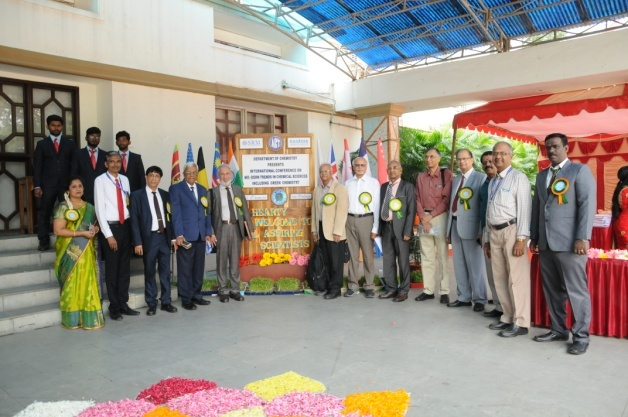 DEPARTMENT OF CHEMISTRY
PRESENTS
INTERNATIONAL CONFERENCE
ON NEW TRENDS IN CHEMICAL SCIENCES
INCLUDING GREEN CHEMISTRY
HEARTY
WELCOME TO
ASPIRING
SCIENTISTS